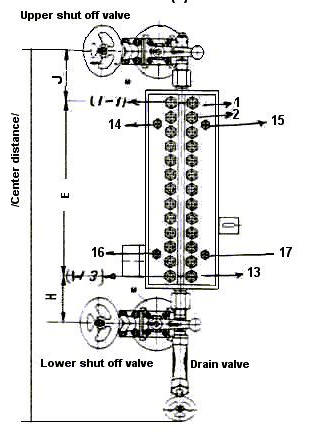 Upper shut off valve
J
(1-1)
1
2
14
15
/Center distance/
E
16
17
(1/3)
13
H
Lower shut off valve
Drain valve